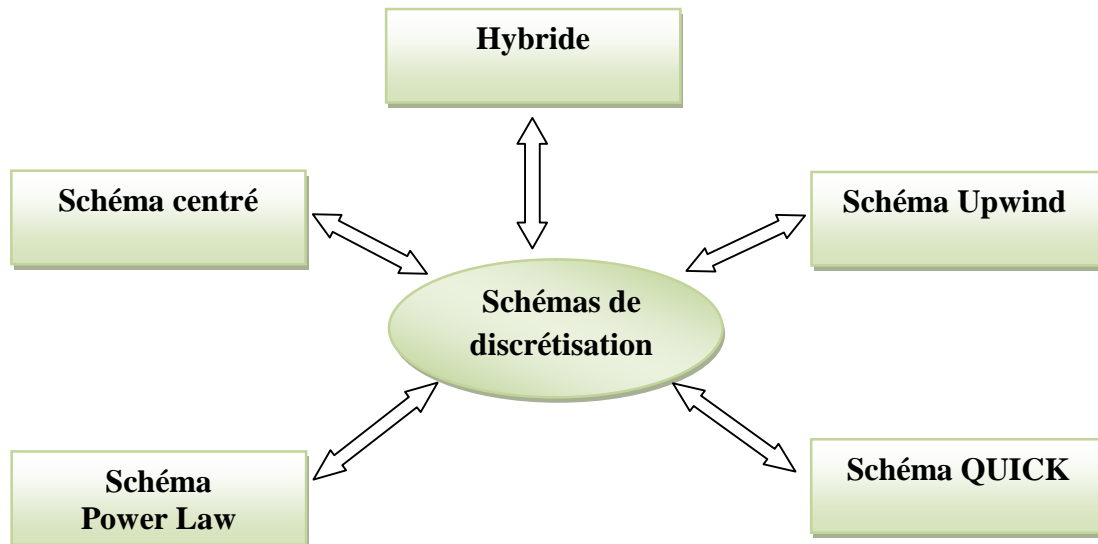 Hybride
Schéma centré
Schéma Upwind
Schémas de
discrétisation
Schéma
Power Law
Schéma QUICK